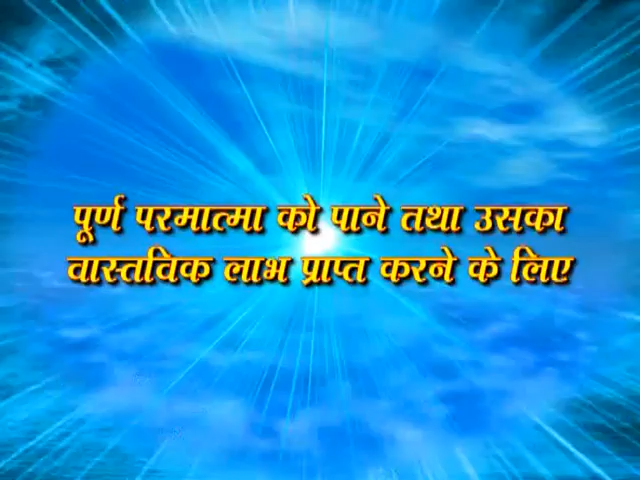 पूर्ण परमात्मा को पाने तथा उसका
वास्तविक लाभ प्राप्त करने के लिए